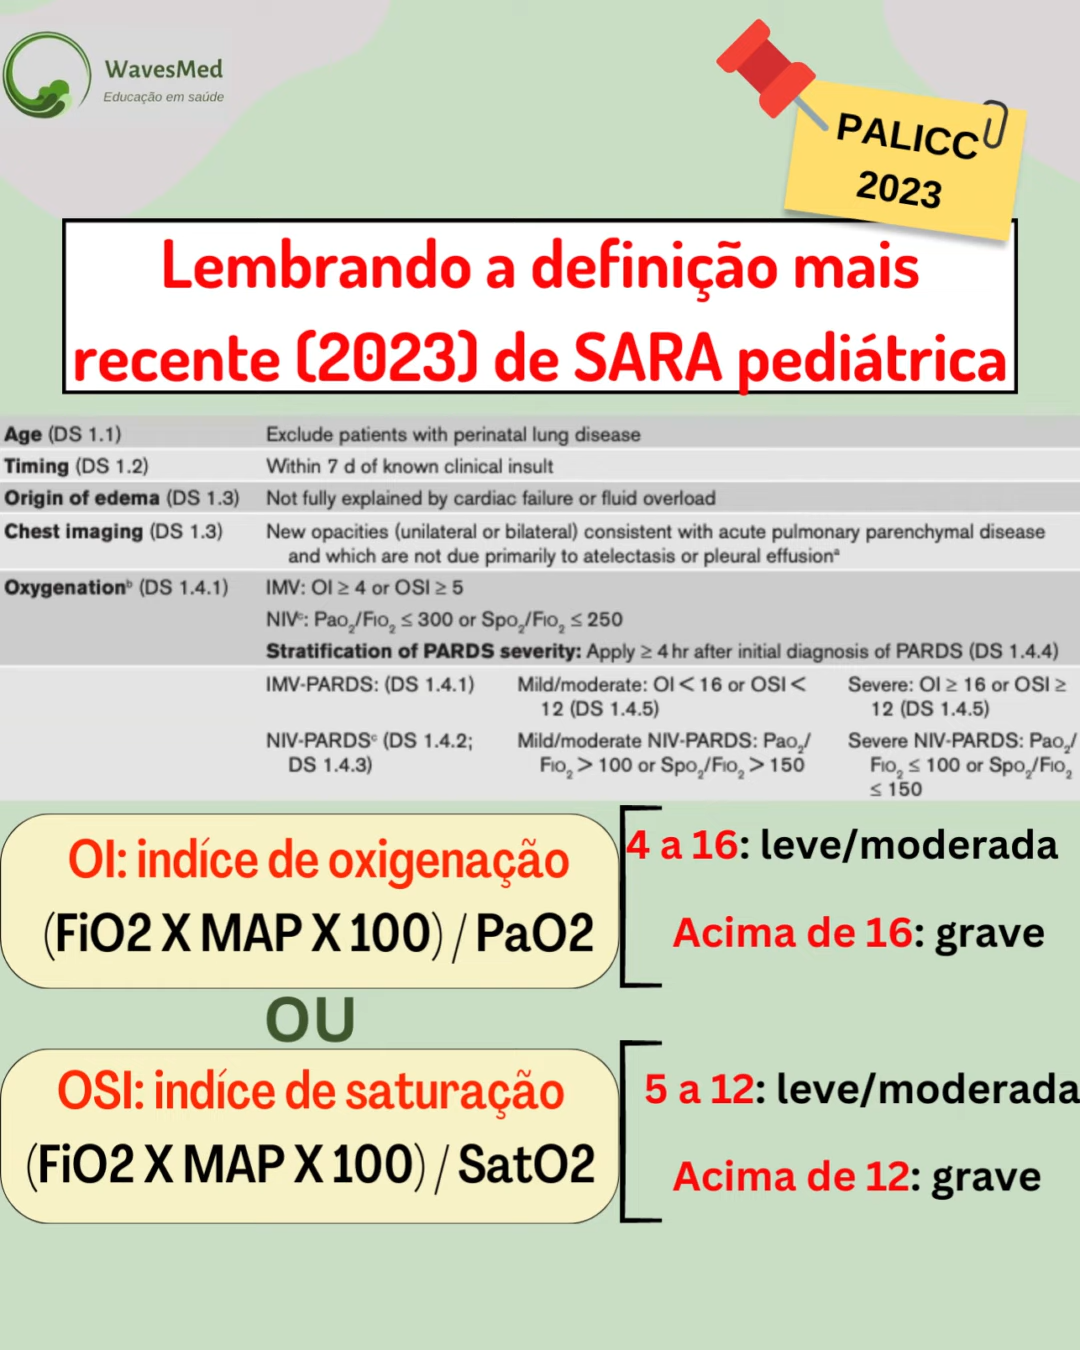 WavesMed
Educação em saúde
PALICC
2023
Lembrando a definição mais
recente (2023) de SARA pediátrica
Age (DS 1.1) Exclude patients with perinatal lung disease
Timing (DS 1.2) Within 7 d of known clinical insult
Origin of edema (DS 1.3) Not fully explained by cardiac failure or fluid overload
Chest imaging (DS 1.3) New opacities (unilateral or bilateral) consistent with acute pulmonary parenchymal disease
and which are not due primarily to atelectasis or pleural effusionᵃ
Oxygenationᵇ (DS 1.4.1) IMV: OI ≥ 4 or OSI ≥ 5
NIVᶜ: Pao₂/Fio₂ ≤ 300 or Spo₂/Fio₂ ≤ 250
Stratification of PARDS severity: Apply ≥ 4 hr after initial diagnosis of PARDS (DS 1.4.4)
IMV-PARDS: (DS 1.4.1) Mild/moderate: OI < 16 or OSI < Severe: OI ≥ 16 or OSI ≥
12 (DS 1.4.5) 12 (DS 1.4.5)
NIV-PARDSᶜ (DS 1.4.2; Mild/moderate NIV-PARDS: Pao₂/ Severe NIV-PARDS: Pao₂/
DS 1.4.3) Fio₂ > 100 or Spo₂/Fio₂ > 150 Fio₂ ≤ 100 or Spo₂/Fio₂
≤ 150
OI: indíce de oxigenação
(FiO2 X MAP X 100) / PaO2
4 a 16: leve/moderada
Acima de 16: grave
OU
OSI: indíce de saturação
(FiO2 X MAP X 100) / SatO2
5 a 12: leve/moderada
Acima de 12: grave